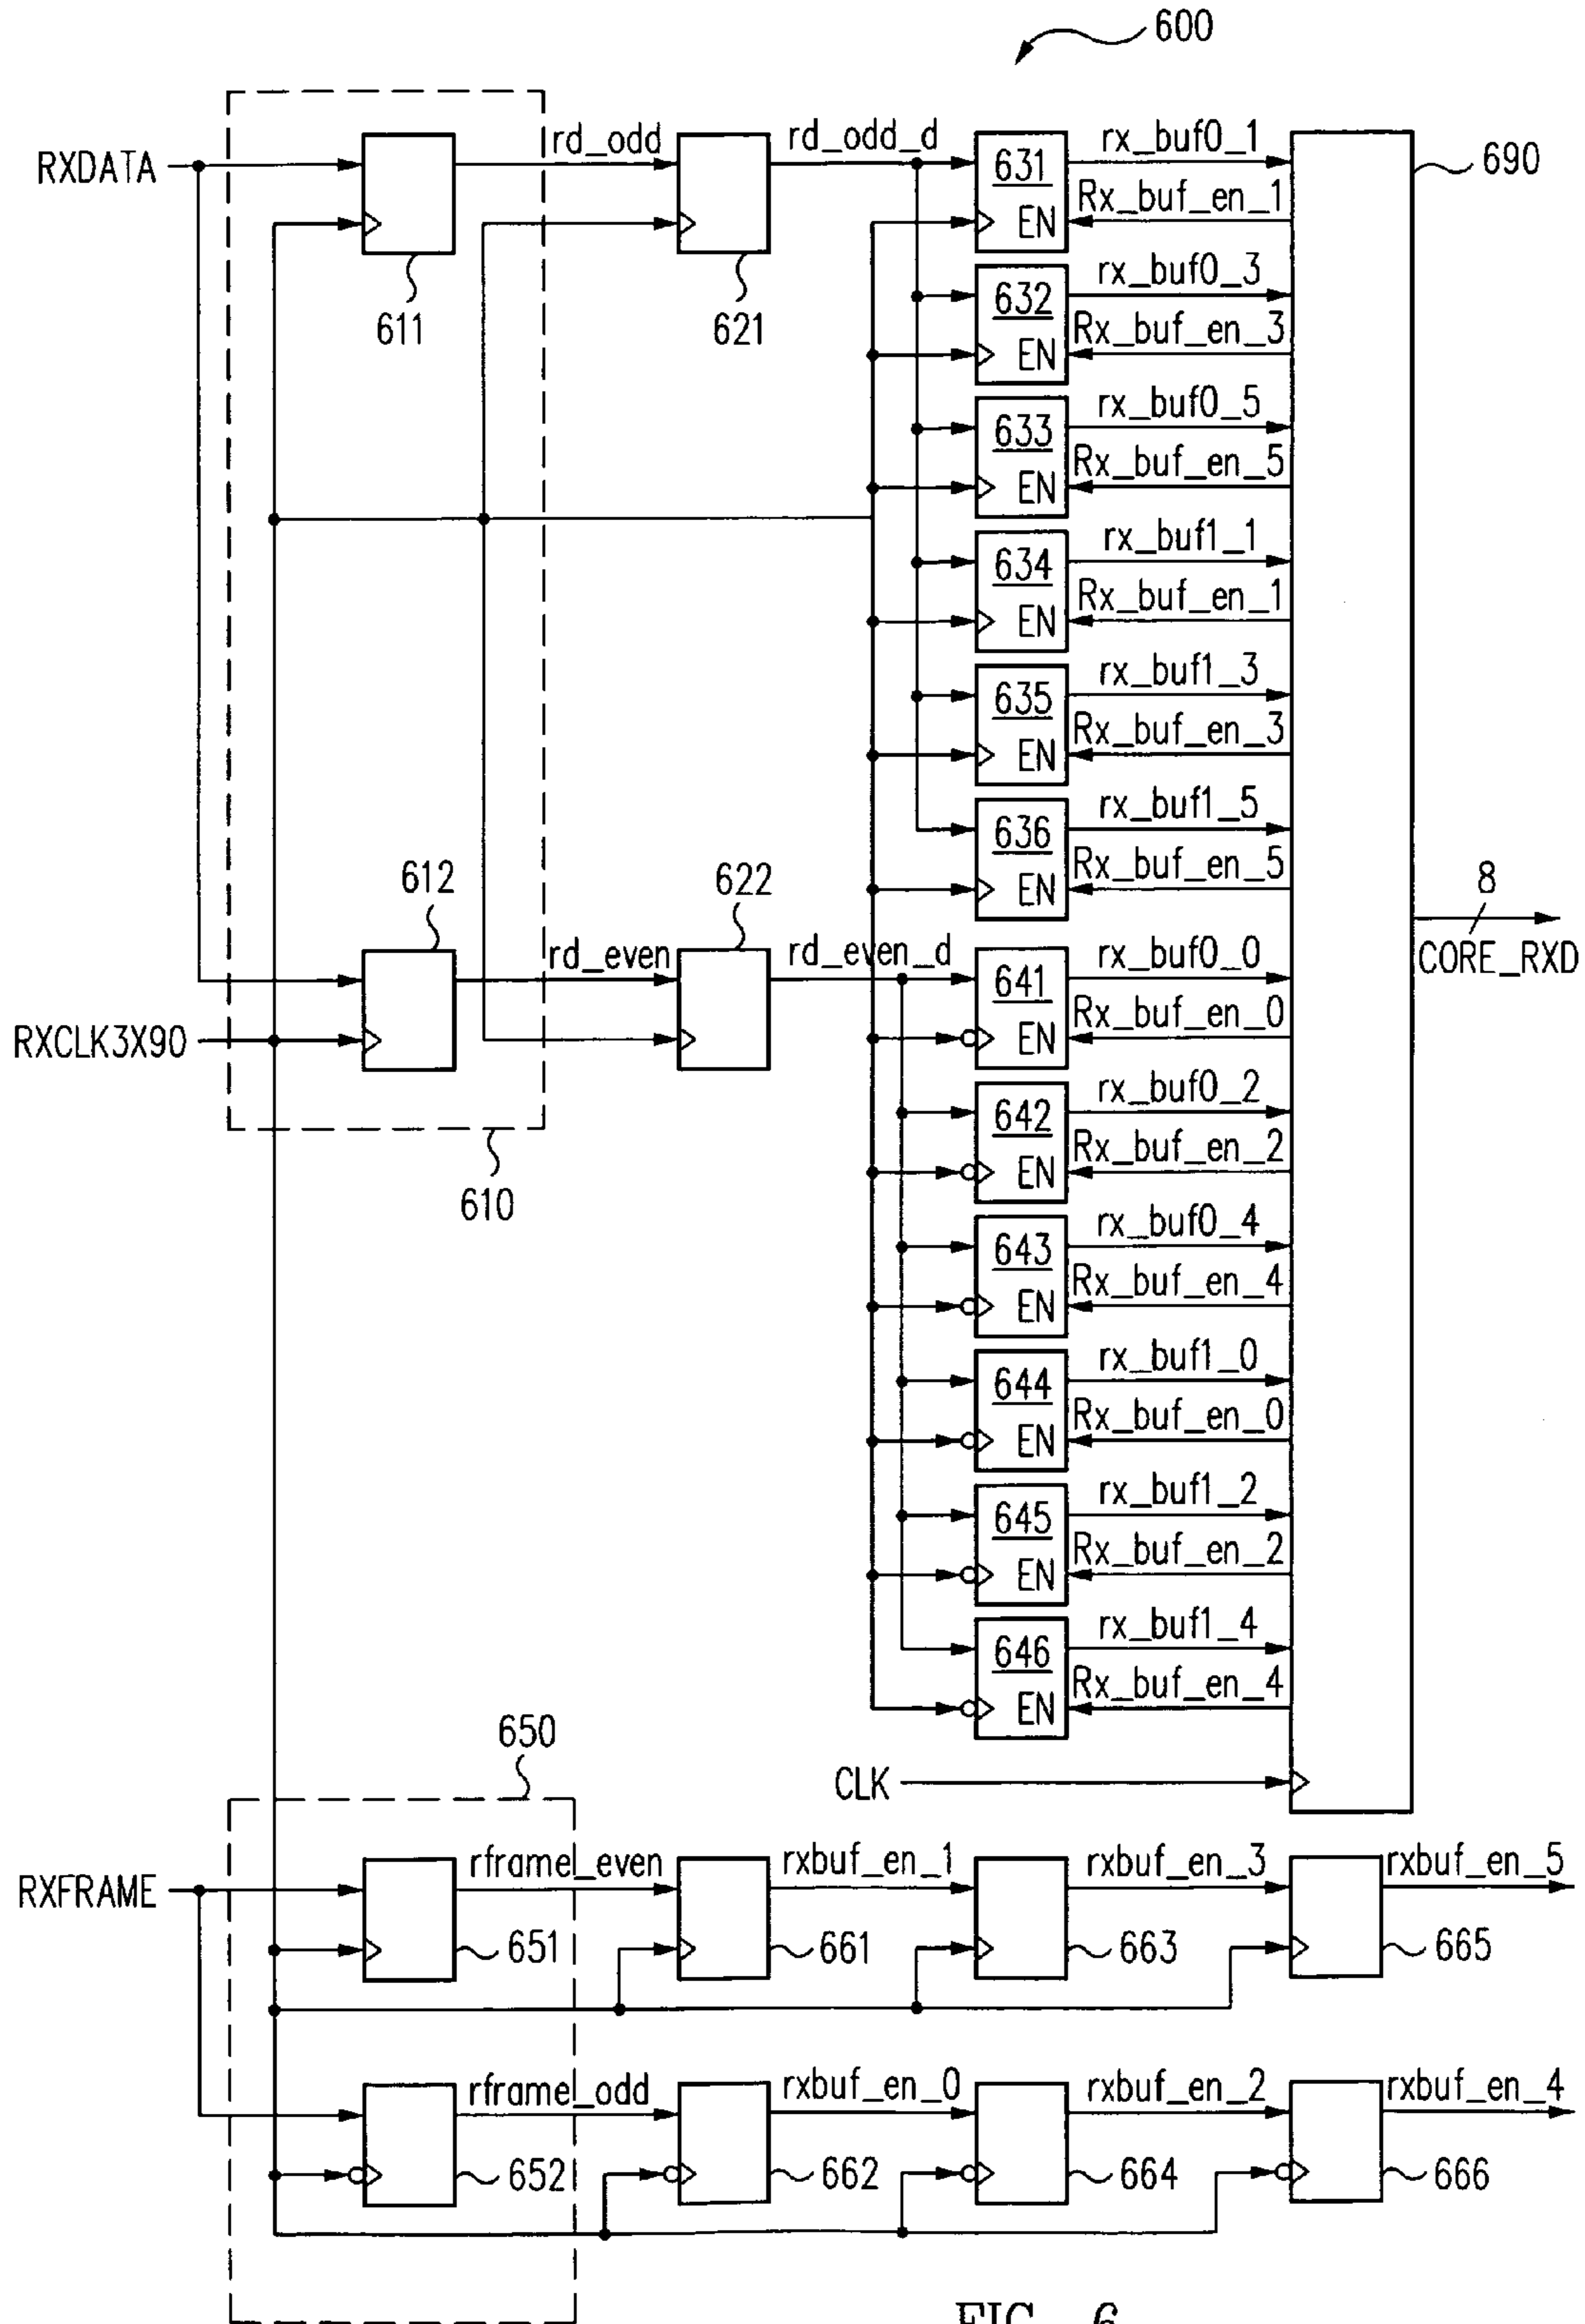 600
RXDATA
rd_odd
rd_odd_d
611
621
631
EN
rx_buf0_1
Rx_buf_en_1
690
632
EN
rx_buf0_3
Rx_buf_en_3
633
EN
rx_buf0_5
Rx_buf_en_5
634
EN
rx_buf1_1
Rx_buf_en_1
635
EN
rx_buf1_3
Rx_buf_en_3
636
EN
rx_buf1_5
Rx_buf_en_5
612
622
8
CORE_RXD
rd_even
rd_even_d
RXCLK3X90
610
641
EN
rx_buf0_0
Rx_buf_en_0
642
EN
rx_buf0_2
Rx_buf_en_2
643
EN
rx_buf0_4
Rx_buf_en_4
644
EN
rx_buf1_0
Rx_buf_en_0
645
EN
rx_buf1_2
Rx_buf_en_2
646
EN
rx_buf1_4
Rx_buf_en_4
650
CLK
RXFRAME
rframe_even
rxbuf_en_1
rxbuf_en_3
rxbuf_en_5
651
661
663
665
rframe_odd
rxbuf_en_0
rxbuf_en_2
rxbuf_en_4
652
662
664
666
FIG. 6